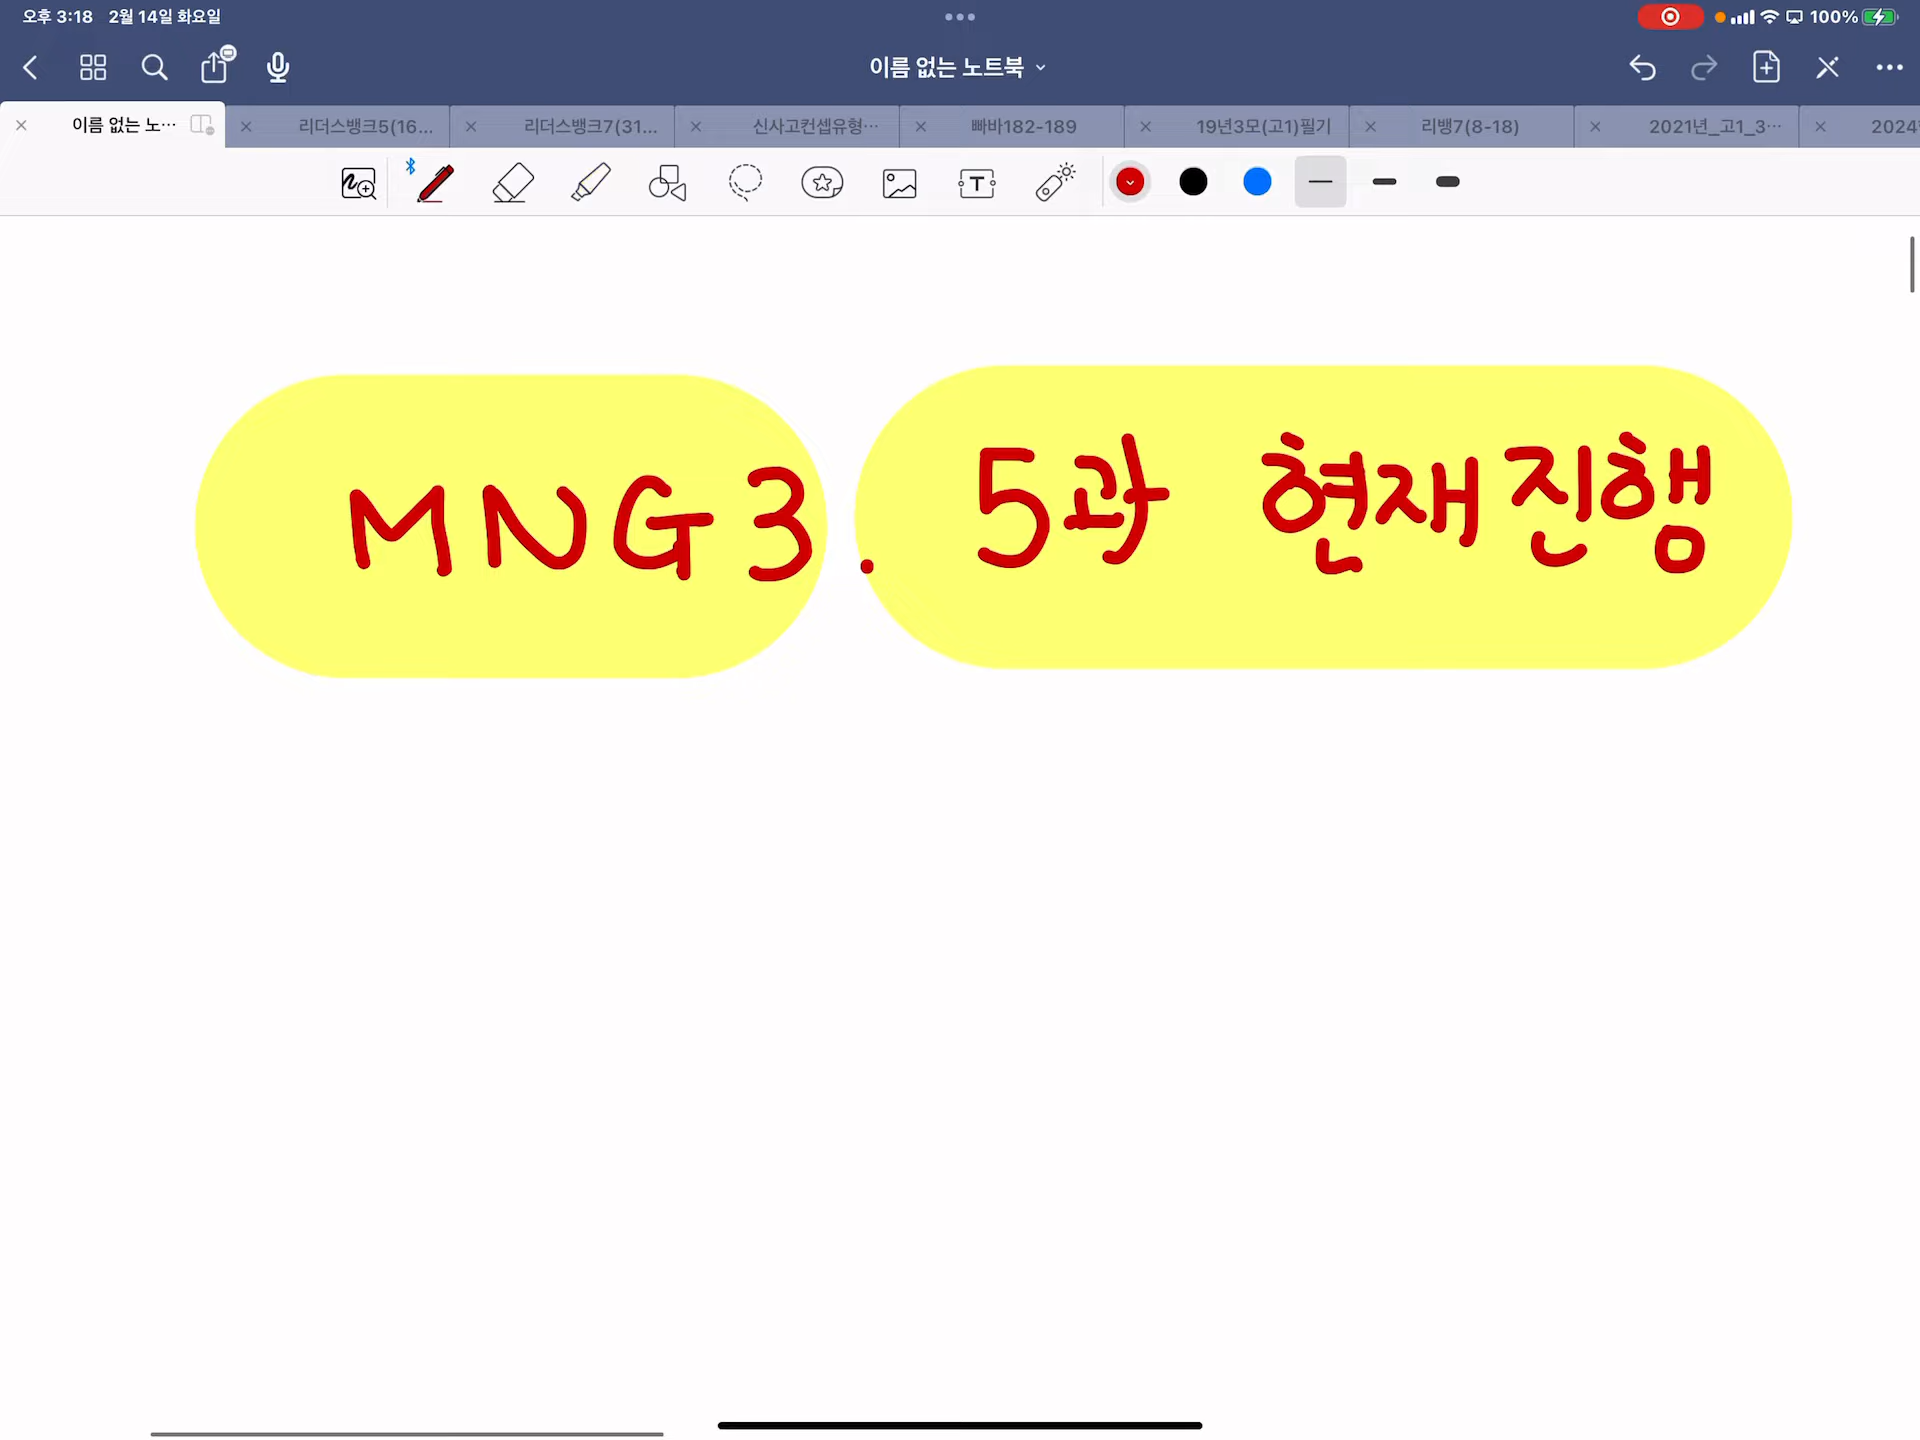 오후 3:18 2월 14일 화요일 100%
이름 없는 노트북
이름 없는 노… 리더스뱅크5(16... 리더스뱅크7(31... 신사고컨셉유형… 빠바182-189 19년3모(고1)필기 리뱅7(8-18) 2021년_고1_3… 2024
T
MNG3. 5과 현재진행